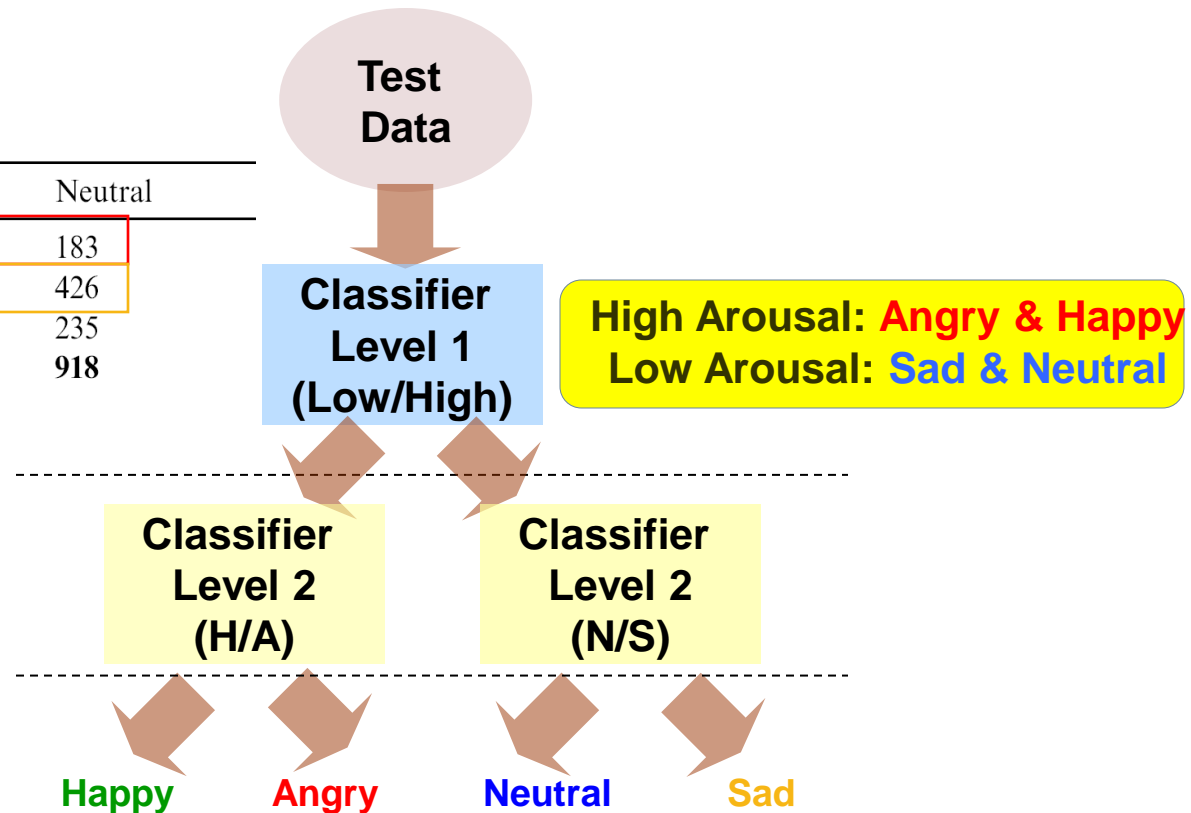 Test
Data
Neutral
183
426
235
918
Classifier
Level 1
(Low/High)
High Arousal: Angry & Happy
Low Arousal: Sad & Neutral
Classifier
Level 2
(H/A)
Classifier
Level 2
(N/S)
Happy Angry Neutral Sad